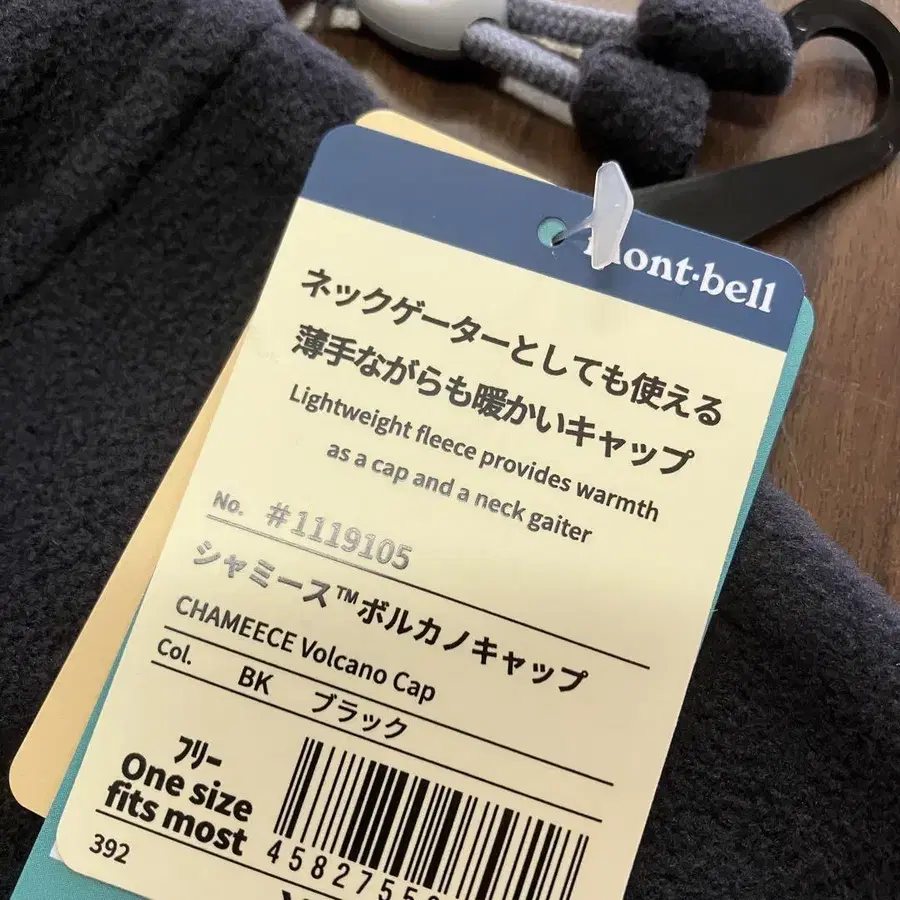 mont·bell
ネックゲーターとしても使える
薄手ながらも暖かいキャップ
Lightweight fleece provides warmth
as a cap and a neck gaiter
No. #1119105
シャミース™ボルカノキャップ
CHAMEECE Volcano Cap
Col. BK ブラック
フリー
One size
fits most
392
4582755